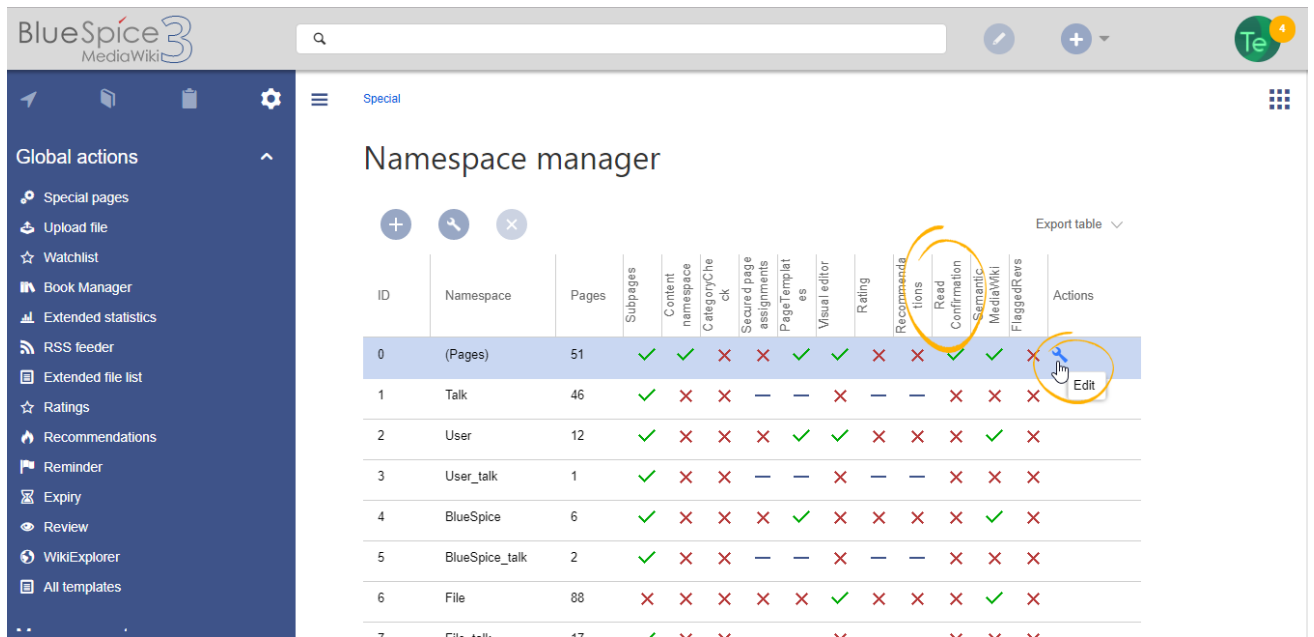 BlueSpice 3
MediaWiki
Te
4
Special
Global actions
Special pages
Upload file
Watchlist
Book Manager
Extended statistics
RSS feeder
Extended file list
Ratings
Recommendations
Reminder
Expiry
Review
WikiExplorer
All templates
Namespace manager
Export table
ID Namespace Pages Subpages Content namespace CategoryCheck Secured page assignments PageTemplates Visual editor Rating Recommendations Read Confirmation Semantic MediaWiki FlaggedRevs Actions
0 (Pages) 51
Edit
1 Talk 46
2 User 12
3 User_talk 1
4 BlueSpice 6
5 BlueSpice_talk 2
6 File 88
7 File_talk 17